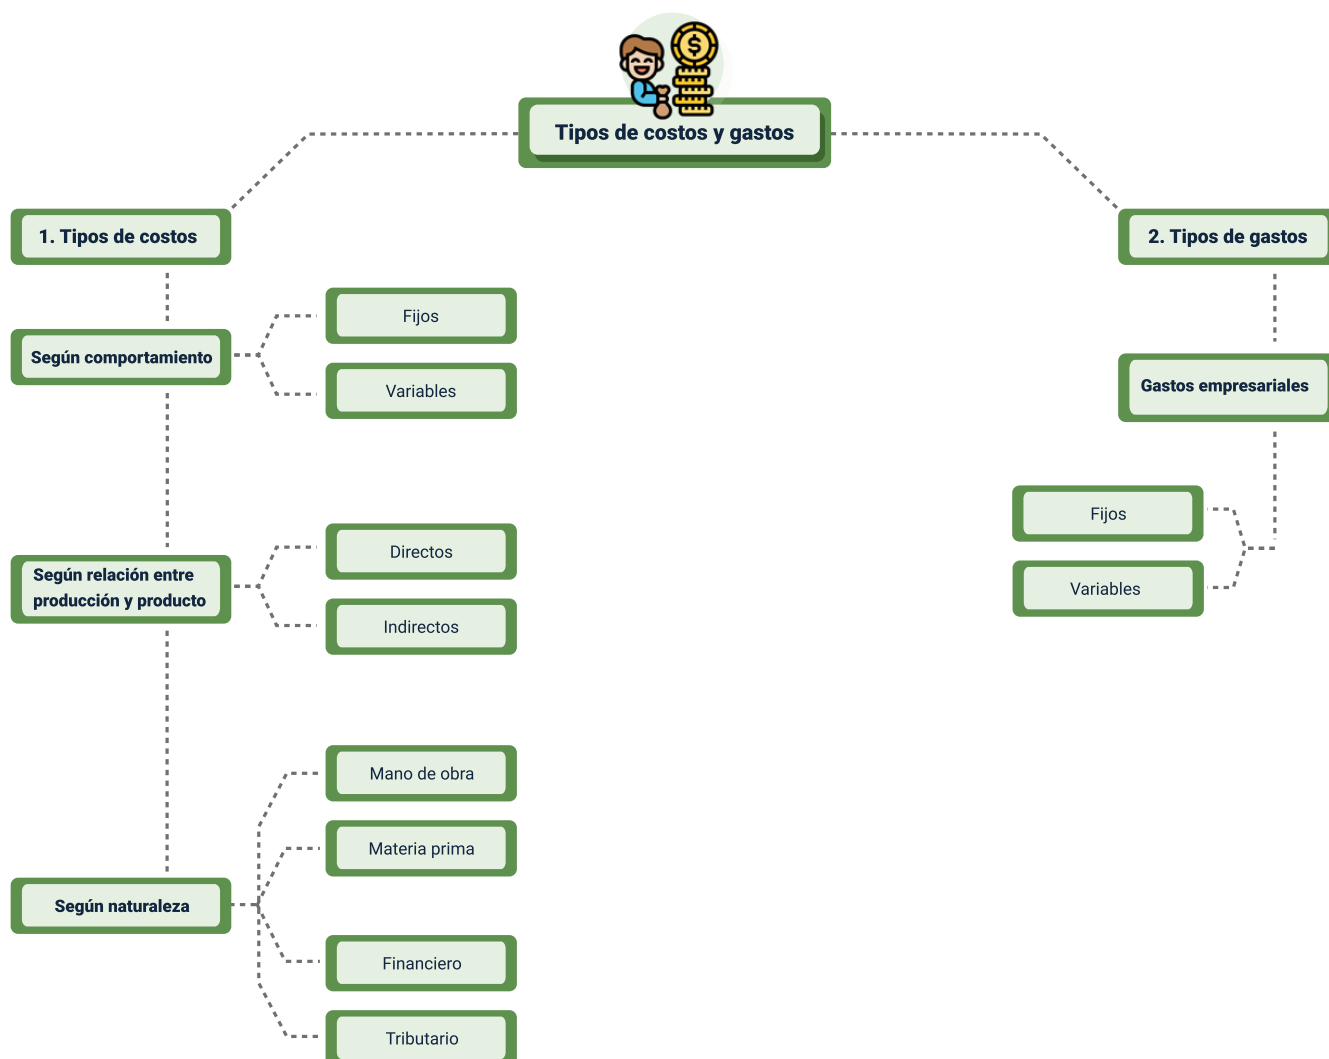 $
Tipos de costos y gastos
1. Tipos de costos
2. Tipos de gastos
Según comportamiento
Fijos
Variables
Según relación entre
producción y producto
Directos
Indirectos
Según naturaleza
Mano de obra
Materia prima
Financiero
Tributario
Gastos empresariales
Fijos
Variables